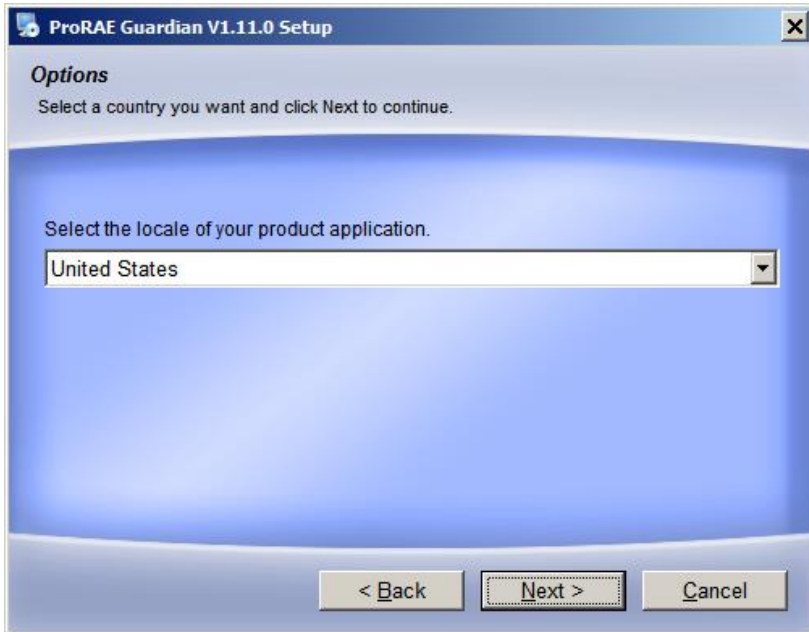 ProRAE Guardian V1.11.0 Setup
Options
Select a country you want and click Next to continue.
Select the locale of your product application.
United States
< Back Next > Cancel